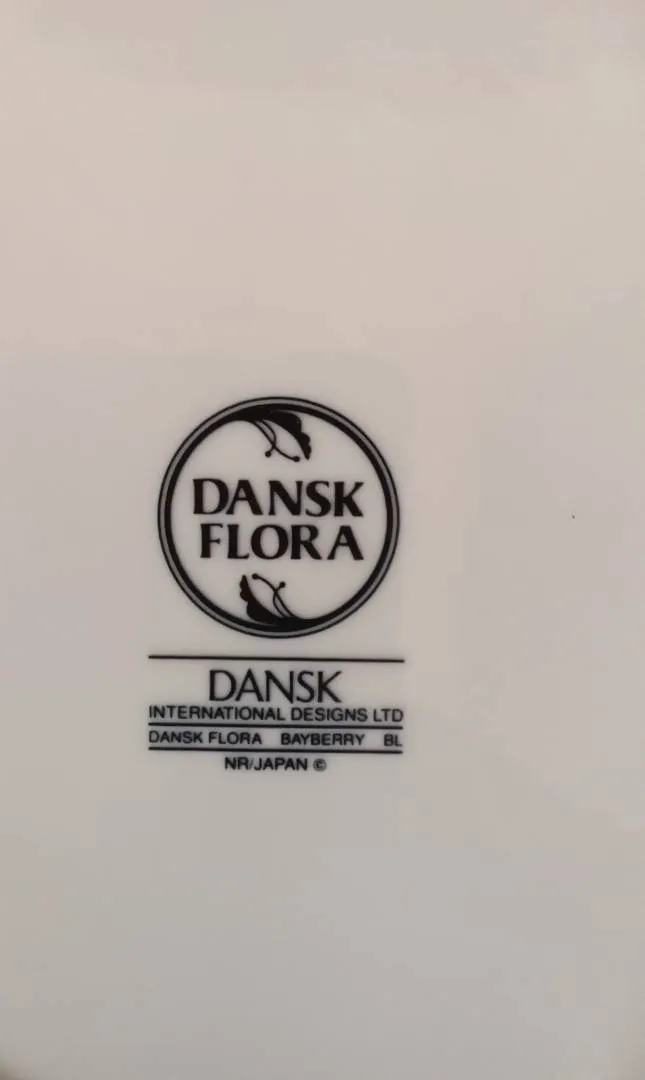 DANSK
FLORA
DANSK
INTERNATIONAL DESIGNS LTD
DANSK FLORA BAYBERRY BL
NR/JAPAN ©